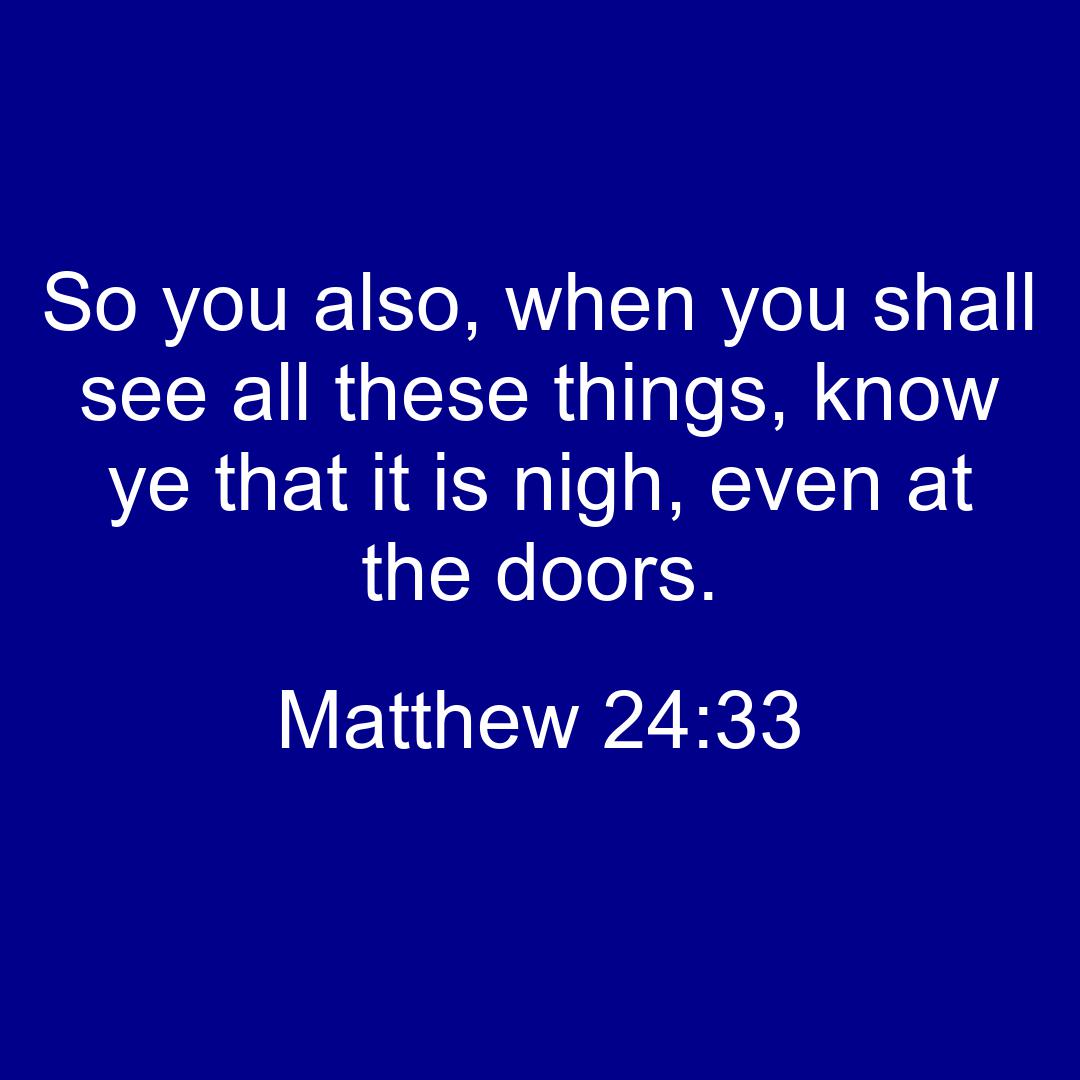 So you also, when you shall
see all these things, know
ye that it is nigh, even at
the doors.
Matthew 24:33